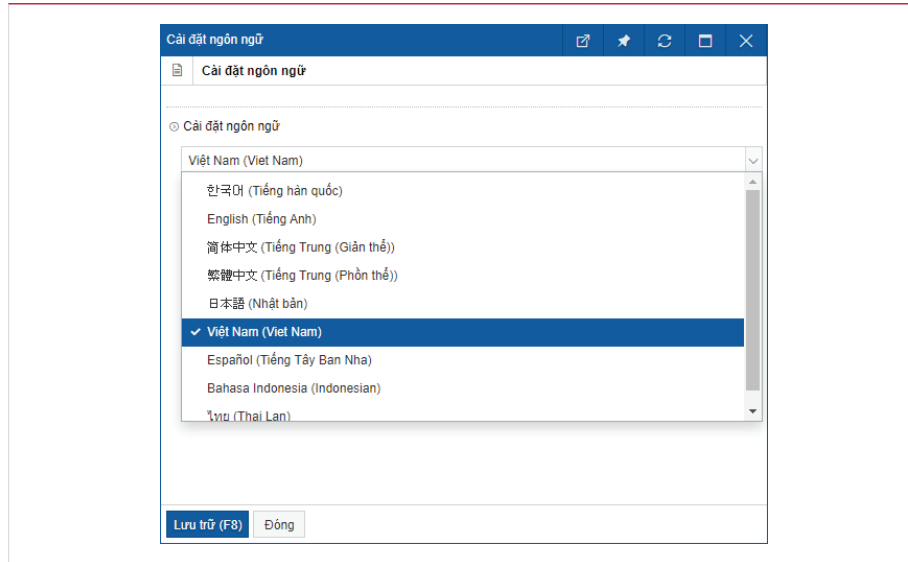 Cài đặt ngôn ngữ
Cài đặt ngôn ngữ
Cài đặt ngôn ngữ
Việt Nam (Viet Nam)
한국어 (Tiếng hàn quốc)
English (Tiếng Anh)
简体中文 (Tiếng Trung (Giản thể))
繁體中文 (Tiếng Trung (Phồn thể))
日本語 (Nhật bản)
Việt Nam (Viet Nam)
Español (Tiếng Tây Ban Nha)
Bahasa Indonesia (Indonesian)
ไทย (Thai Lan)
Lưu trữ (F8) Đóng